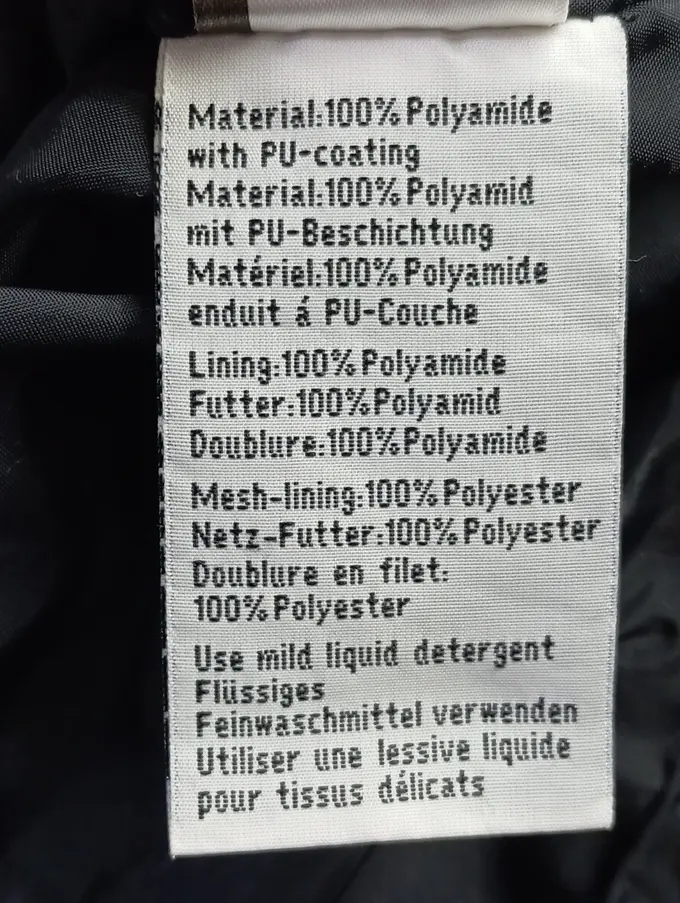 Material:100% Polyamide
with PU-coating
Material:100% Polyamid
mit PU-Beschichtung
Matériel:100% Polyamide
enduit á PU-Couche
Lining:100% Polyamide
Futter:100% Polyamid
Doublure:100% Polyamide
Mesh-lining:100% Polyester
Netz-Futter:100% Polyester
Doublure en filet:
100% Polyester
Use mild liquid detergent
Flüssiges
Feinwaschmittel verwenden
Utiliser une lessive liquide
pour tissus délicats